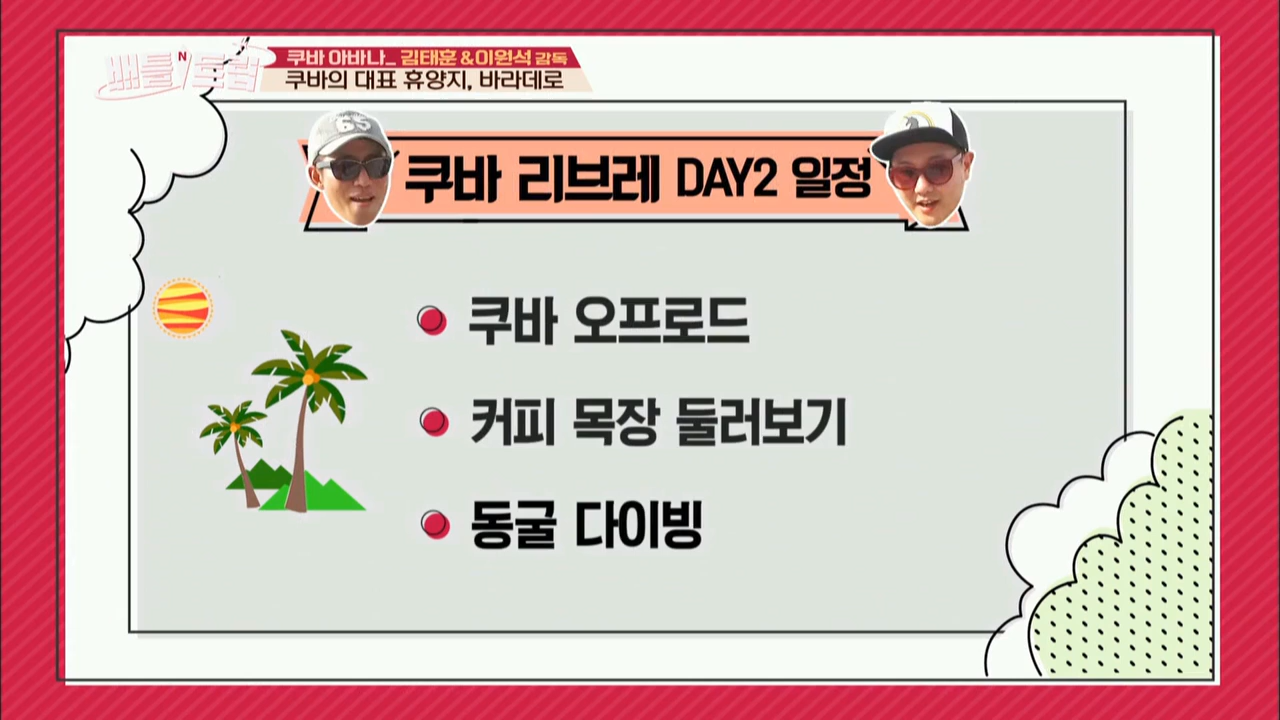 배틀N트립
쿠바 아바나_ 김태훈&이원석 감독
쿠바의 대표 휴양지, 바라데로
65
쿠바 리브레 DAY2 일정
쿠바 오프로드
커피 목장 둘러보기
동굴 다이빙